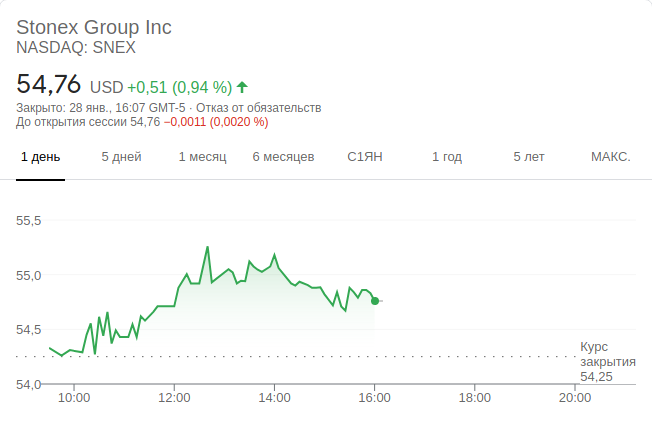 Stonex Group Inc
NASDAQ: SNEX
54,76 USD +0,51 (0,94 %)
Закрыто: 28 янв., 16:07 GMT-5 · Отказ от обязательств
До открытия сессии 54,76 −0,0011 (0,0020 %)
1 день 5 дней 1 месяц 6 месяцев С1ЯН 1 год 5 лет МАКС.
55,5
55,0
54,5
Курс
закрытия
54,25
54,0
10:00 12:00 14:00 16:00 18:00 20:00